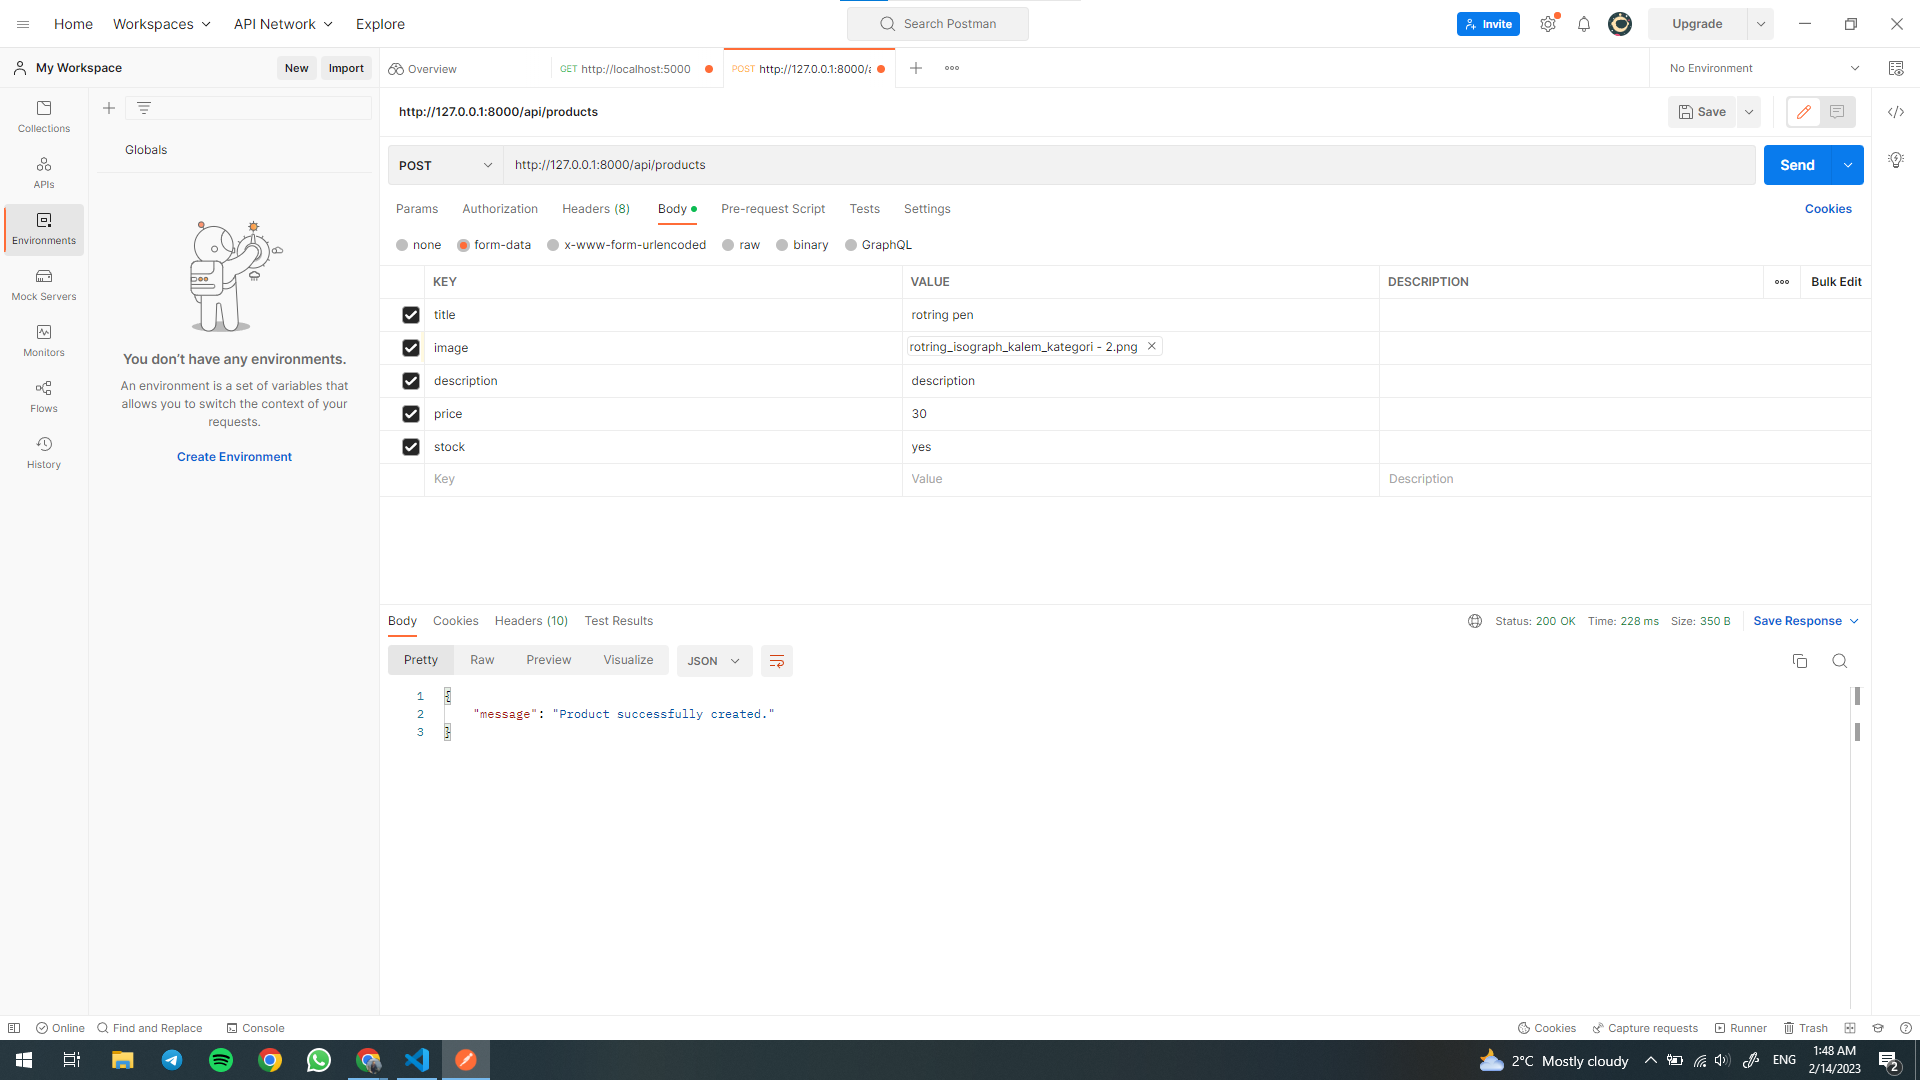 Home Workspaces API Network Explore Search Postman Invite Upgrade
My Workspace New Import Overview GET http://localhost:5000 POST http://127.0.0.1:8000/a No Environment
Collections
APIs
Environments
Mock Servers
Monitors
Flows
History
Globals
You don’t have any environments.
An environment is a set of variables that
allows you to switch the context of your
requests.
Create Environment
http://127.0.0.1:8000/api/products Save
POST http://127.0.0.1:8000/api/products Send
Params Authorization Headers (8) Body Pre-request Script Tests Settings Cookies
none form-data x-www-form-urlencoded raw binary GraphQL
KEY VALUE DESCRIPTION Bulk Edit
title rotring pen
image rotring_isograph_kalem_kategori - 2.png
description description
price 30
stock yes
Key Value Description
Body Cookies Headers (10) Test Results Status: 200 OK Time: 228 ms Size: 350 B Save Response
Pretty Raw Preview Visualize JSON
1 {
2 "message": "Product successfully created."
3 }
Online Find and Replace Console Cookies Capture requests Runner Trash
2°C Mostly cloudy ENG 1:48 AM
2/14/2023 2